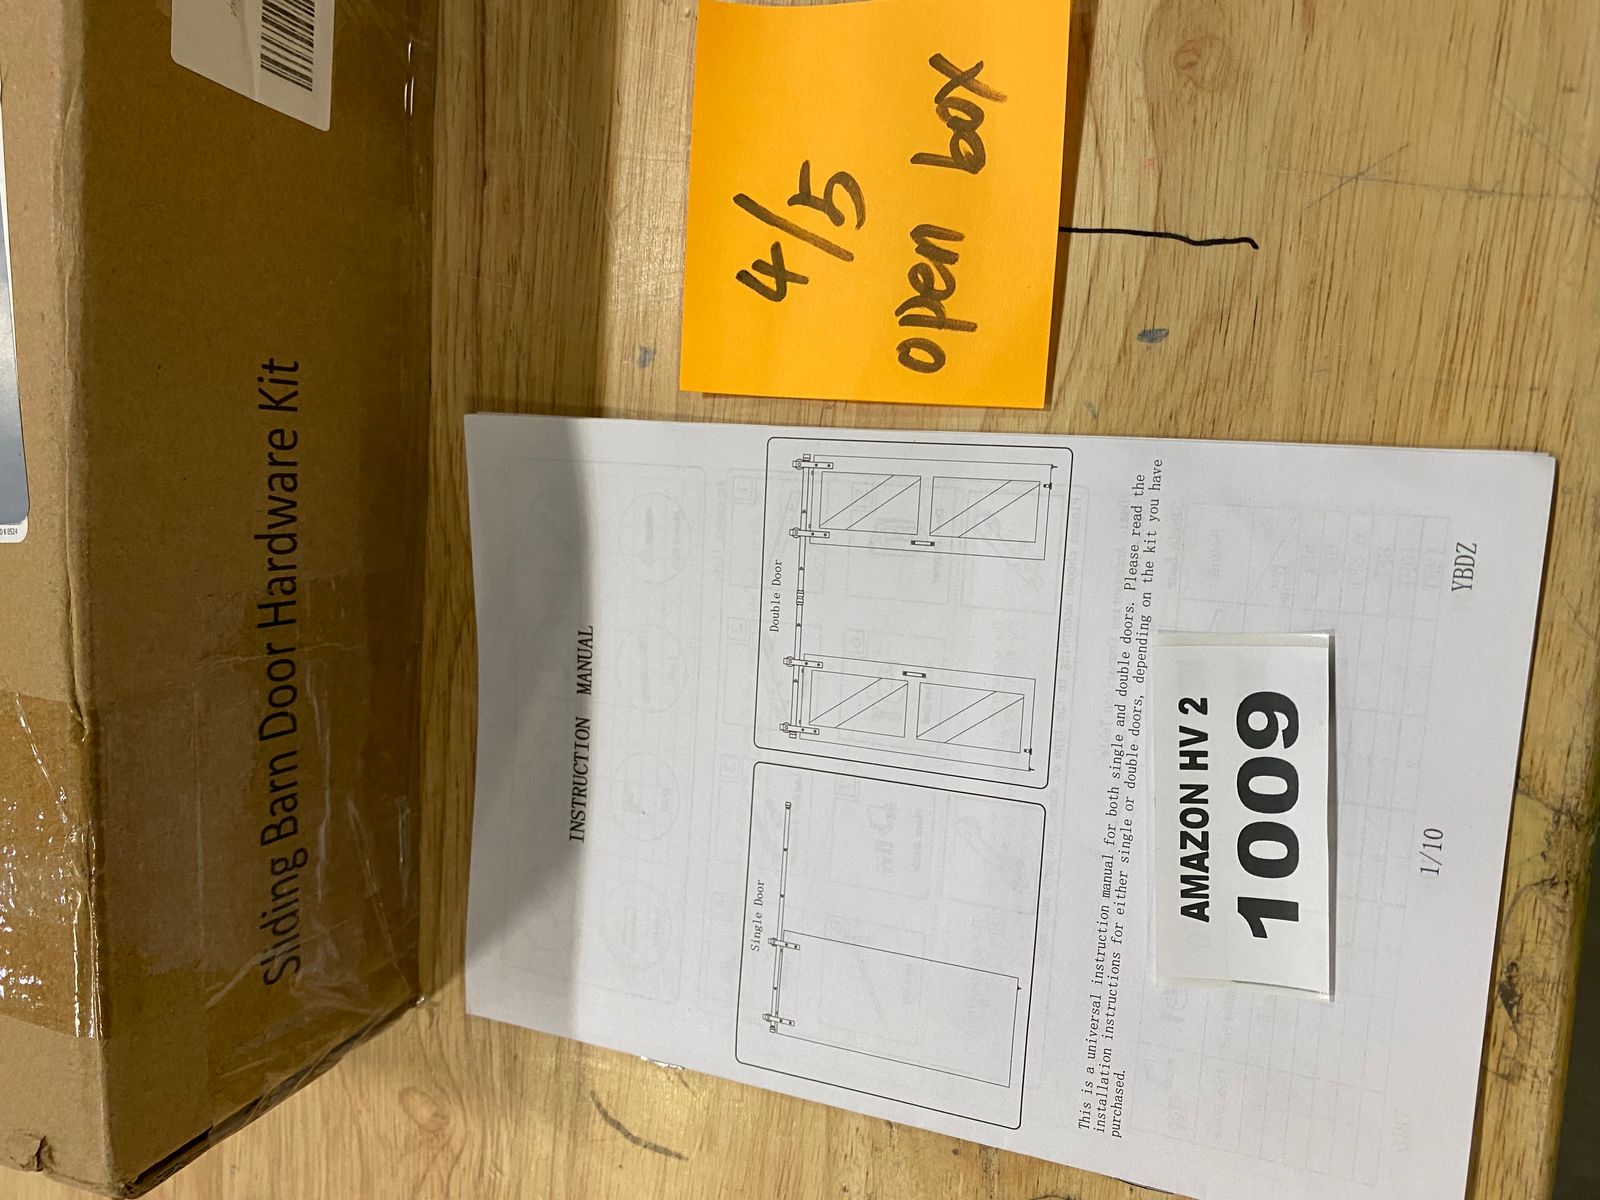 Sliding Barn Door Hardware Kit
4/5
open box
INSTRUCTION MANUAL
Single Door
Double Door
This is a universal instruction manual for both single and double doors. Please read the
installation instructions for either single or double doors, depending on the kit you have
purchased.
AMAZON HV 2
1009
1/10
YBDZ